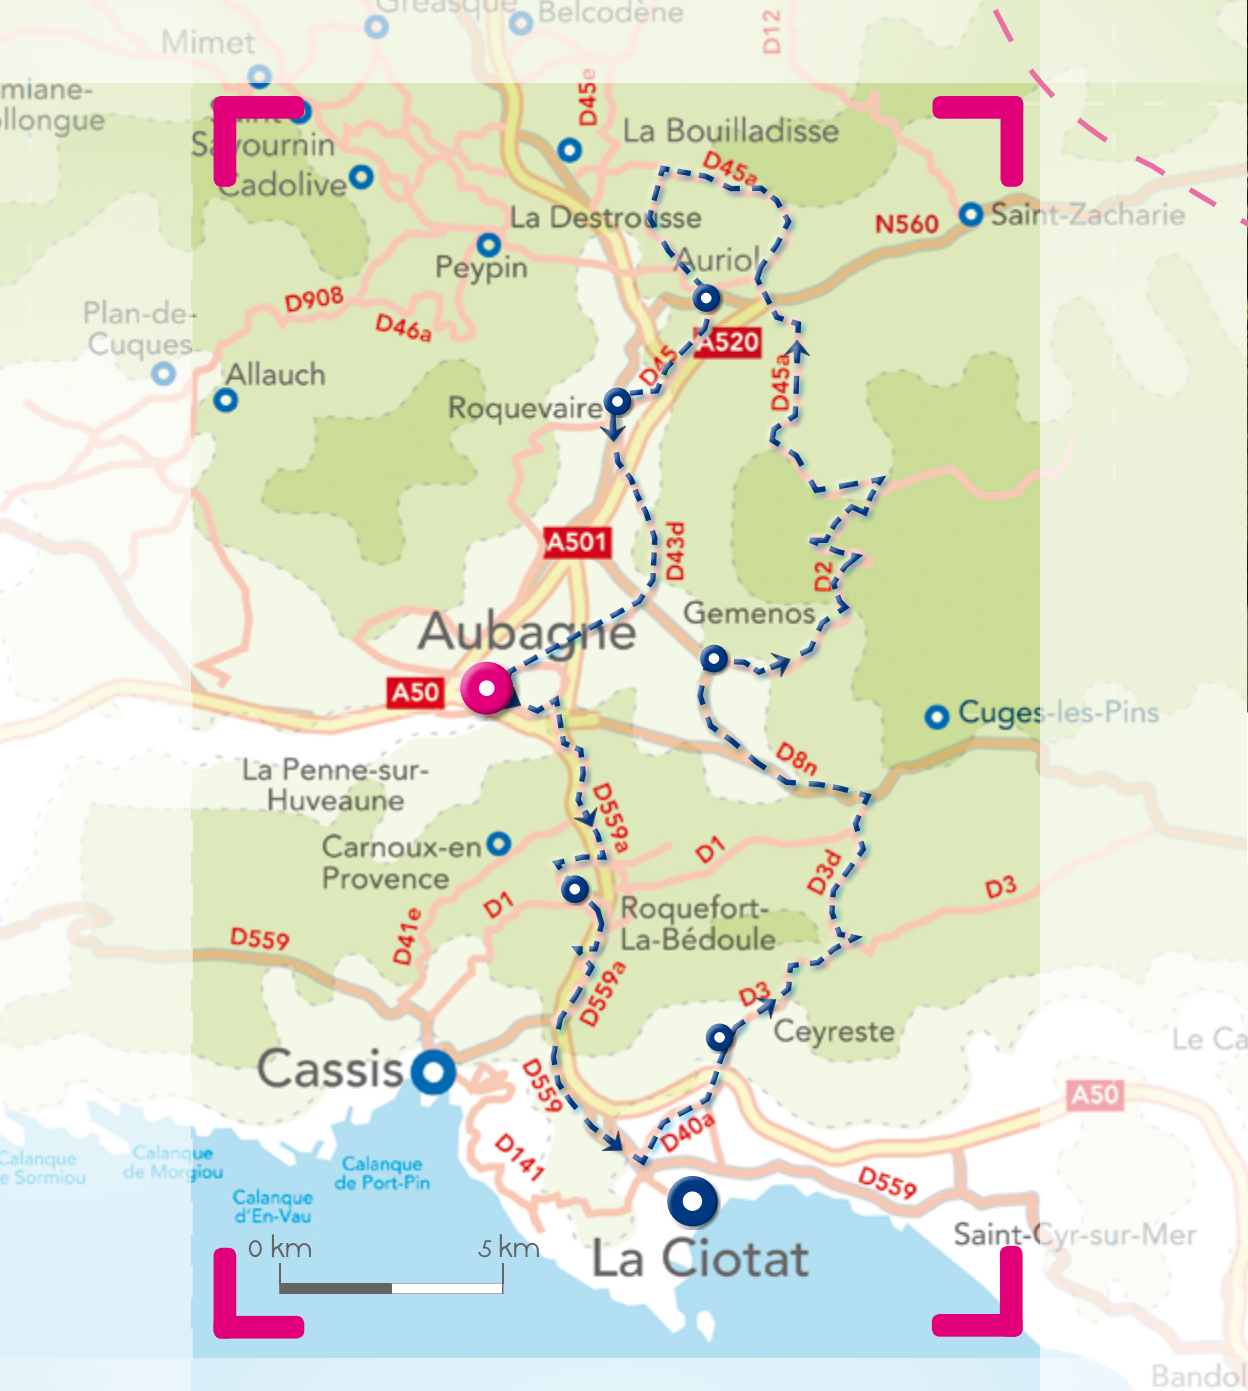 Gréasque
Belcodène
Mimet
D12
miane-
ollongue
D45e
Saint-
Savournin
La Bouilladisse
Cadolive
D45a
La Destrousse
N560
Saint-Zacharie
Peypin
Auriol
D908
D46a
Plan-de-
Cuques
A520
Allauch
D45
D45a
Roquevaire
A501
D43d
D2
Gemenos
Aubagne
A50
Cuges-les-Pins
D8n
La Penne-sur-
Huveaune
D559a
Carnoux-en
Provence
D1
D3d
D3
D1
Roquefort-
La-Bédoule
D41e
D559
D559a
D3
Ceyreste
Le Ca
Cassis
D559
A50
D40a
Calanque
de Sormiou
Calanque
de Morgiou
Calanque
de Port-Pin
D141
D559
Calanque
d'En-Vau
Saint-Cyr-sur-Mer
0 km
5 km
La Ciotat
Bandol